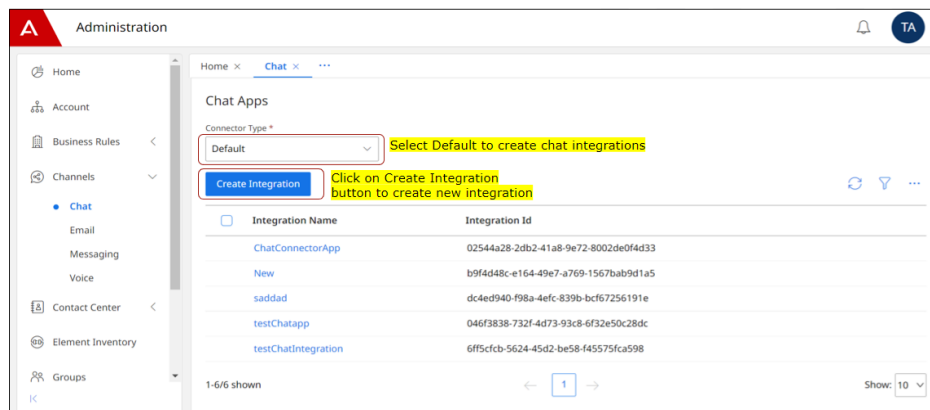 Administration
TA
Home
Account
Business Rules
Channels
Chat
Email
Messaging
Voice
Contact Center
Element Inventory
Groups
Home × Chat × ...
Chat Apps
Connector Type *
Default
Select Default to create chat integrations
Create Integration
Click on Create Integration
button to create new integration
Integration Name Integration Id
ChatConnectorApp 02544a28-2db2-41a8-9e72-8002de0f4d33
New b9f4d48c-e164-49e7-a769-1567bab9d1a5
saddad dc4ed940-f98a-4efc-839b-bcf67256191e
testChatapp 046f3838-732f-4d73-93c8-6f32e50c28dc
testChatIntegration 6ff5cfcb-5624-45d2-be58-f45575fca598
1-6/6 shown
1
Show: 10